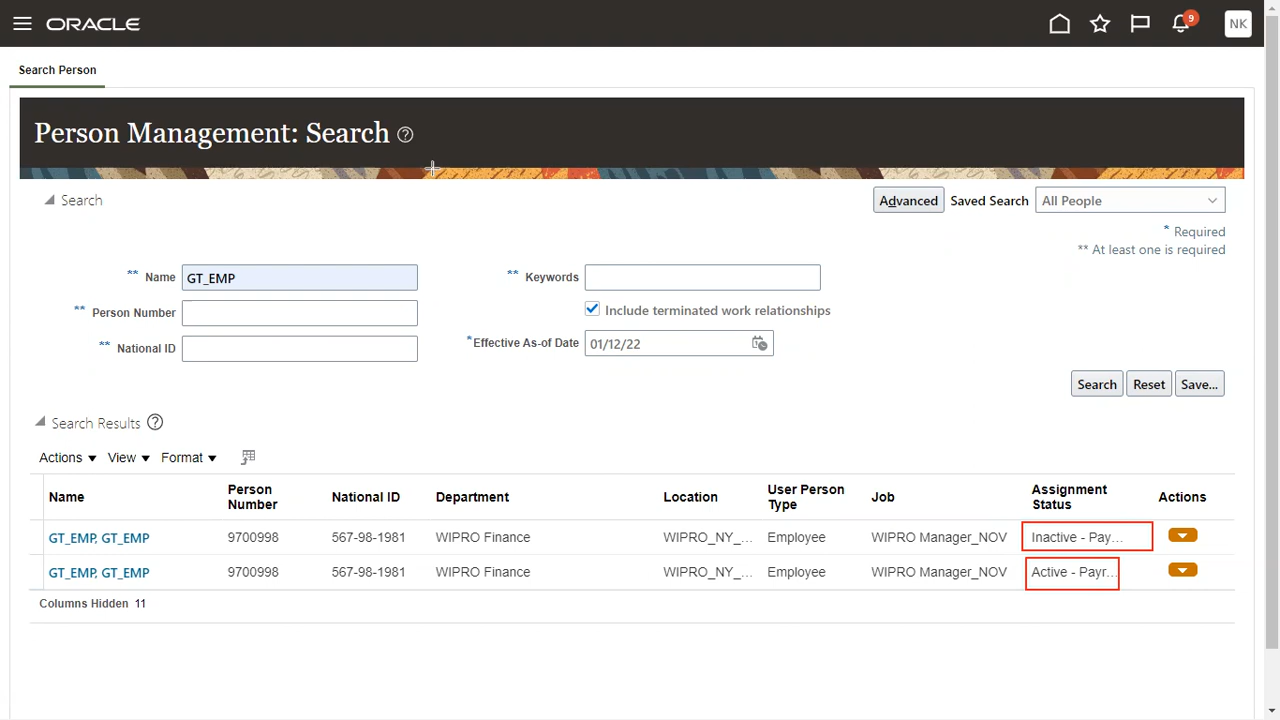 ORACLE
9
NK
Search Person
Person Management: Search ?
Search
Advanced Saved Search All People
* Required
** At least one is required
** Name GT_EMP
** Keywords
** Person Number
Include terminated work relationships
** National ID
*Effective As-of Date 01/12/22
Search Reset Save...
Search Results ?
Actions View Format
Name Person Number National ID Department Location User Person Type Job Assignment Status Actions
GT_EMP, GT_EMP 9700998 567-98-1981 WIPRO Finance WIPRO_NY_... Employee WIPRO Manager_NOV Inactive - Pay...
GT_EMP, GT_EMP 9700998 567-98-1981 WIPRO Finance WIPRO_NY_... Employee WIPRO Manager_NOV Active - Payr...
Columns Hidden 11